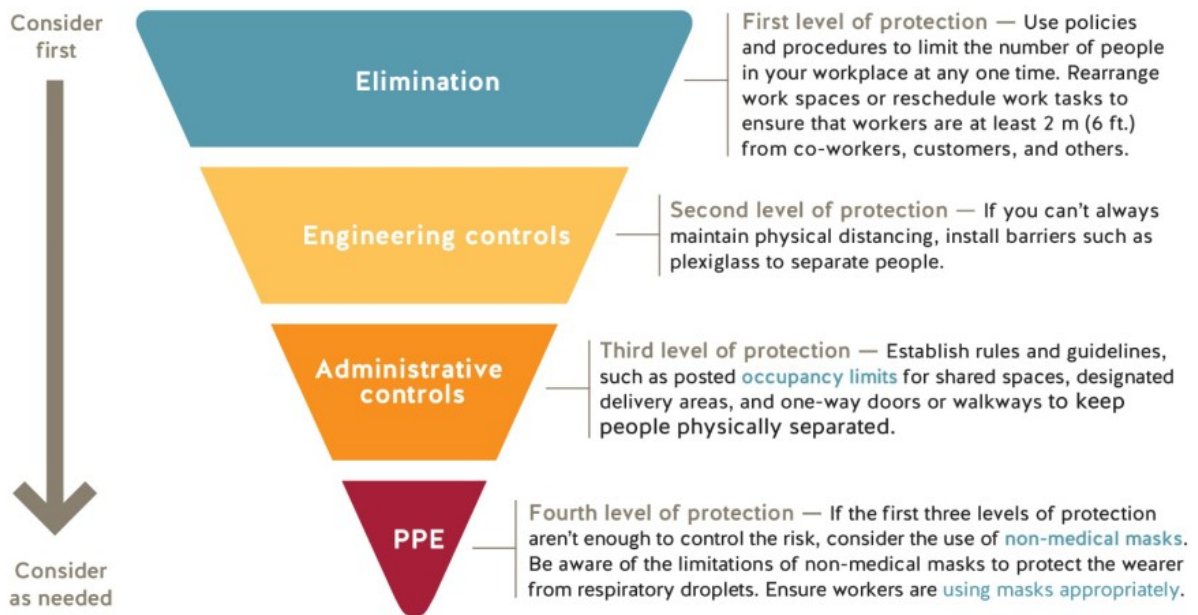 Consider
first
Elimination
First level of protection — Use policies
and procedures to limit the number of people
in your workplace at any one time. Rearrange
work spaces or reschedule work tasks to
ensure that workers are at least 2 m (6 ft.)
from co-workers, customers, and others.
Engineering controls
Second level of protection — If you can't always
maintain physical distancing, install barriers such as
plexiglass to separate people.
Administrative
controls
Third level of protection — Establish rules and guidelines,
such as posted occupancy limits for shared spaces, designated
delivery areas, and one-way doors or walkways to keep
people physically separated.
PPE
Fourth level of protection — If the first three levels of protection
aren't enough to control the risk, consider the use of non-medical masks.
Be aware of the limitations of non-medical masks to protect the wearer
from respiratory droplets. Ensure workers are using masks appropriately.
Consider
as needed